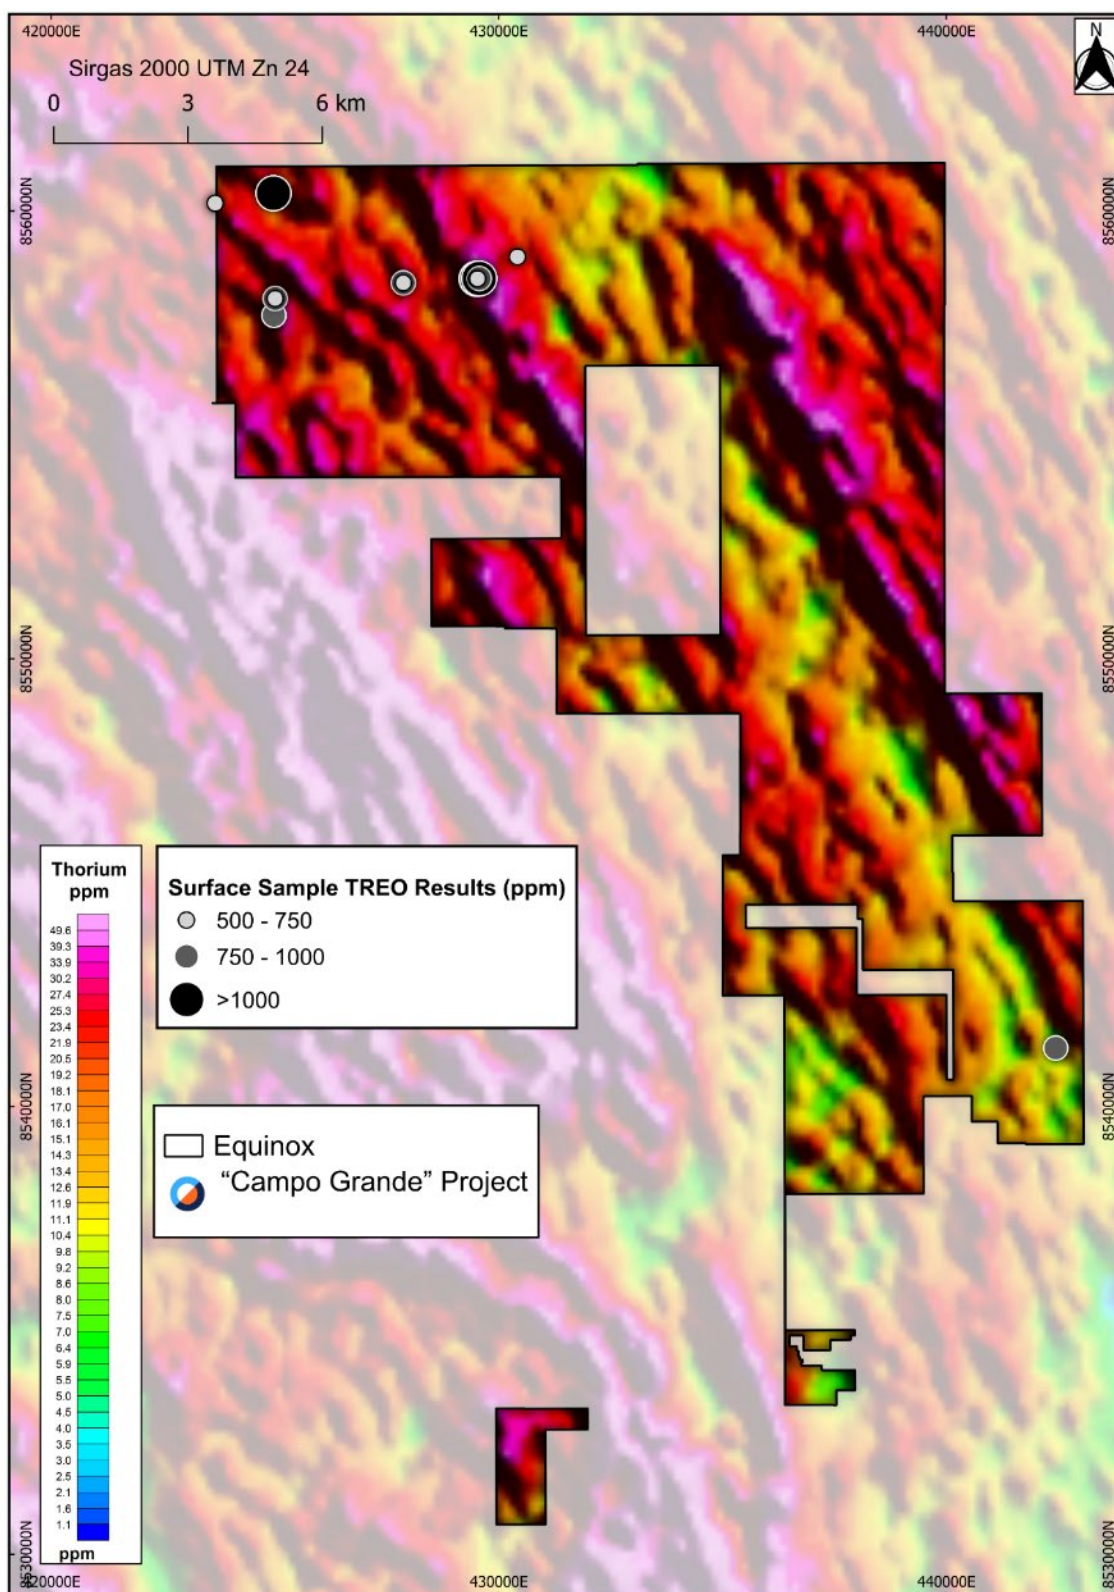 420000E
430000E
440000E
N
Sirgas 2000 UTM Zn 24
0 3 6 km
8560000N
8560000N
8550000N
8550000N
Thorium
ppm
49.6
39.3
33.9
30.2
27.4
25.3
23.4
21.9
20.5
19.2
18.1
17.0
16.1
15.1
14.3
13.4
12.6
11.9
11.1
10.4
9.8
9.2
8.6
8.0
7.5
7.0
6.4
5.9
5.5
5.0
4.5
4.0
3.5
3.0
2.5
2.1
1.6
1.1
ppm
Surface Sample TREO Results (ppm)
500 - 750
750 - 1000
>1000
8540000N
8540000N
Equinox
“Campo Grande” Project
8530000N
8530000N
420000E
430000E
440000E